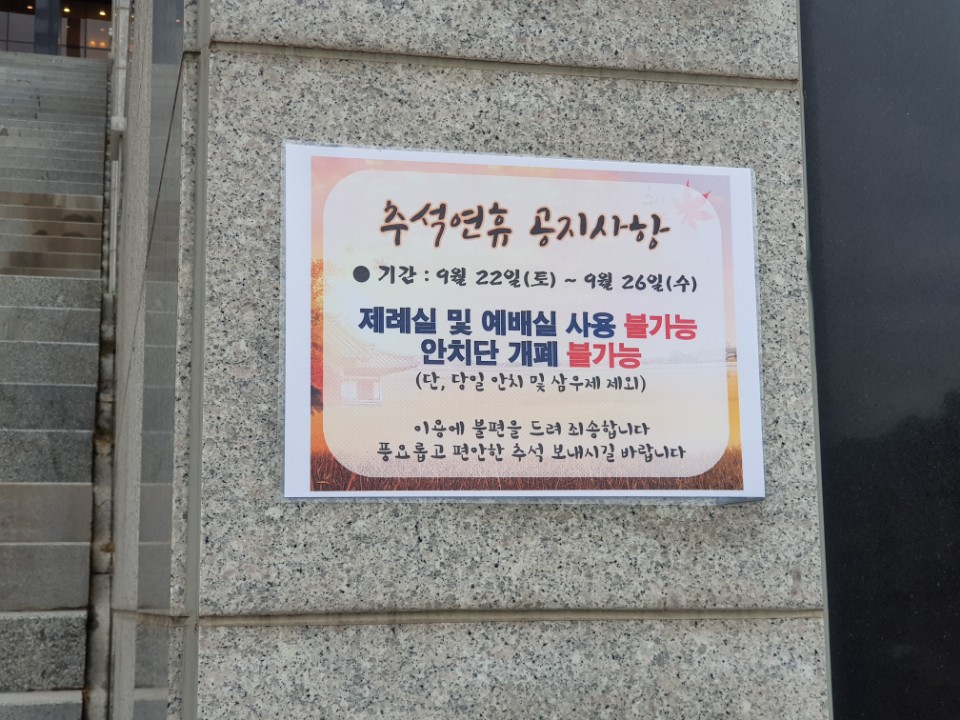 추석연휴 공지사항
● 기간 : 9월 22일(토) ~ 9월 26일(수)
제례실 및 예배실 사용 불가능
안치단 개폐 불가능
(단, 당일 안치 및 삼우제 제외)
이용에 불편을 드려 죄송합니다
풍요롭고 편안한 추석 보내시길 바랍니다